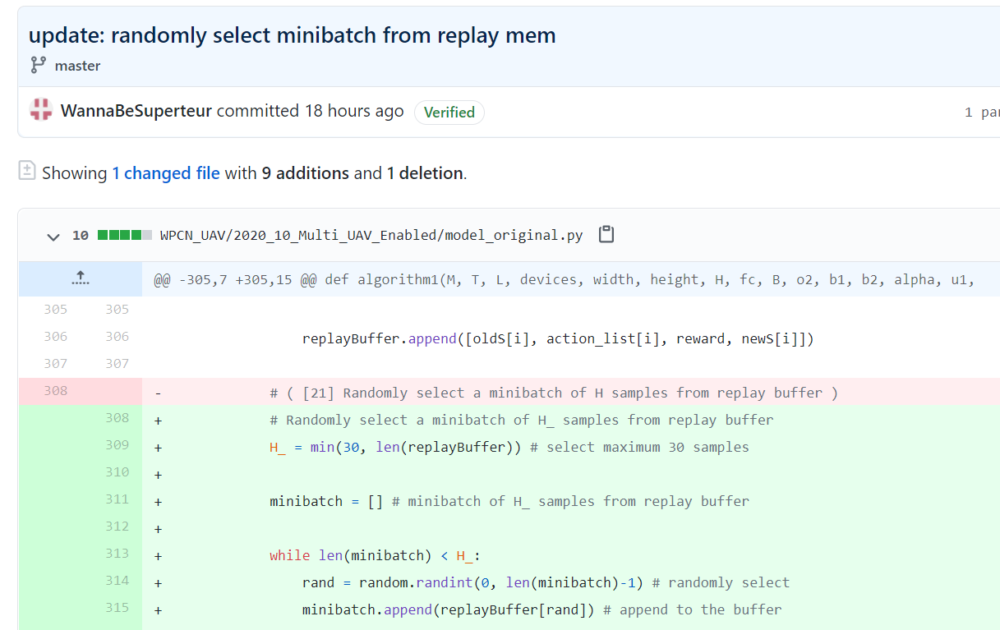 update: randomly select minibatch from replay mem
master
WannaBeSuperteur committed 18 hours ago Verified 1 par
Showing 1 changed file with 9 additions and 1 deletion.
10 WPCN_UAV/2020_10_Multi_UAV_Enabled/model_original.py
@@ -305,7 +305,15 @@ def algorithm1(M, T, L, devices, width, height, H, fc, B, o2, b1, b2, alpha, u1,
305 305
306 306 replayBuffer.append([oldS[i], action_list[i], reward, newS[i]])
307 307
308 - # ( [21] Randomly select a minibatch of H samples from replay buffer )
308 + # Randomly select a minibatch of H_ samples from replay buffer
309 + H_ = min(30, len(replayBuffer)) # select maximum 30 samples
310 +
311 + minibatch = [] # minibatch of H_ samples from replay buffer
312 +
313 + while len(minibatch) < H_:
314 + rand = random.randint(0, len(minibatch)-1) # randomly select
315 + minibatch.append(replayBuffer[rand]) # append to the buffer